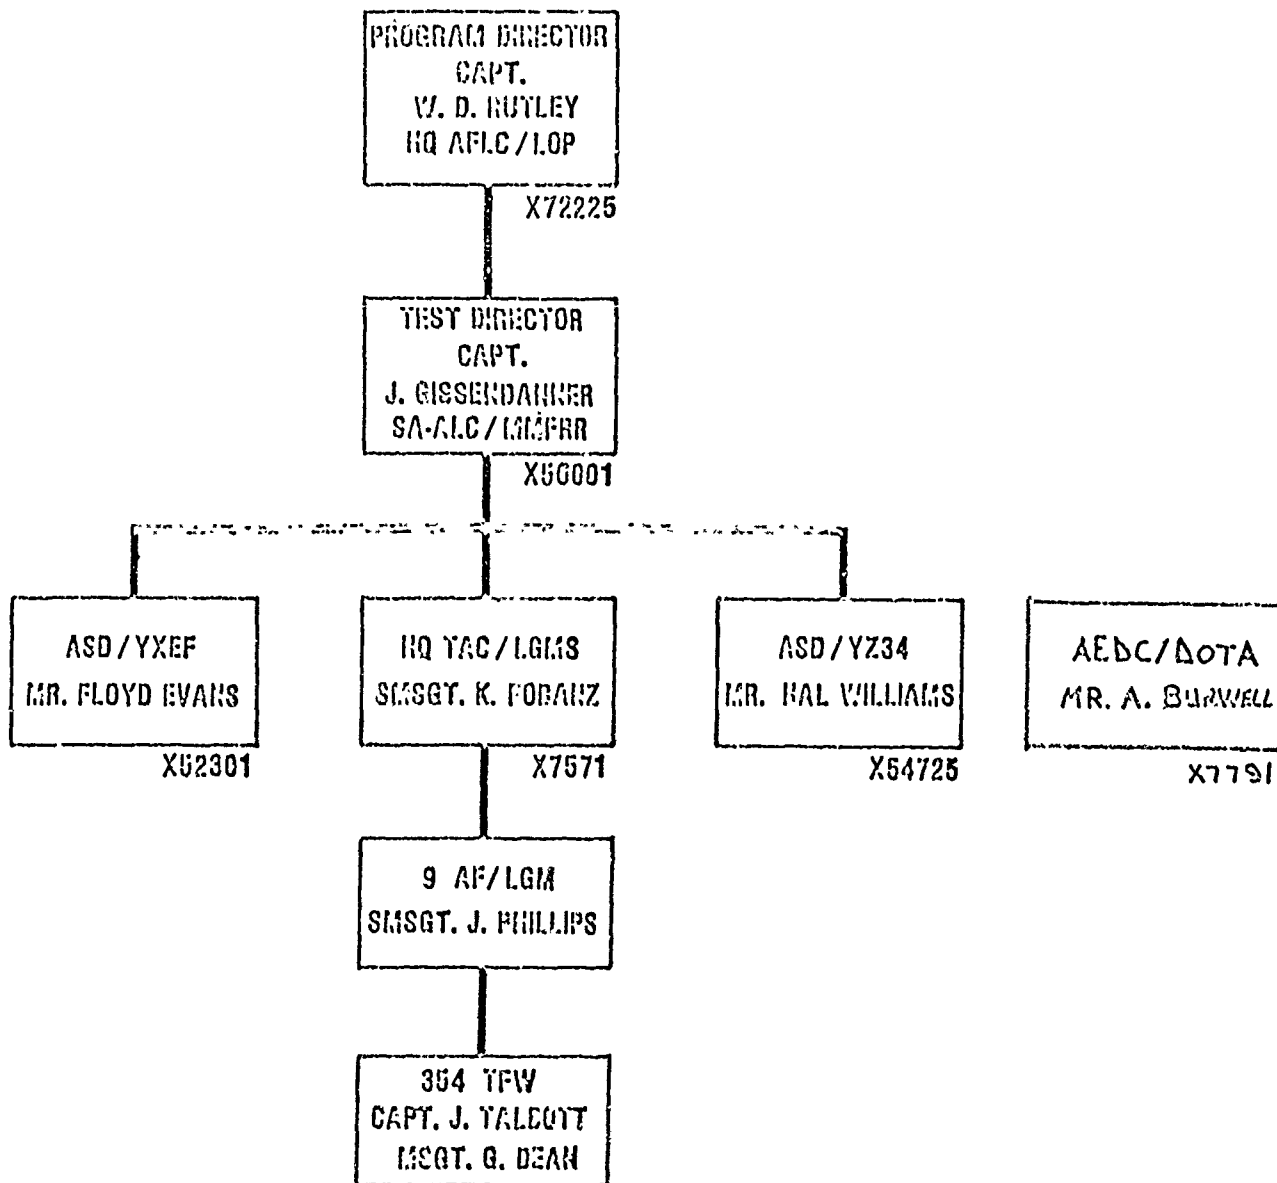 PROGRAM DIRECTOR
CAPT.
W. D. RUTLEY
HQ AFLC/LOP
X72225
TEST DIRECTOR
CAPT.
J. GISSENDANNER
SA-ALC/MMPRR
X56001
ASD/YXEF
MR. FLOYD EVANS
X52301
HQ TAC/LGMS
SMSGT. K.
X7571
ASD/YZ34
MR. HAL WILLIAMS
X54725
AEDC/DOTA
MR. A. BURWELL
X7791
9 AF/LGM
SMSGT. J. PHILLIPS
354 TFW
CAPT. J. TALCOTT
MSGT. G. DEAN